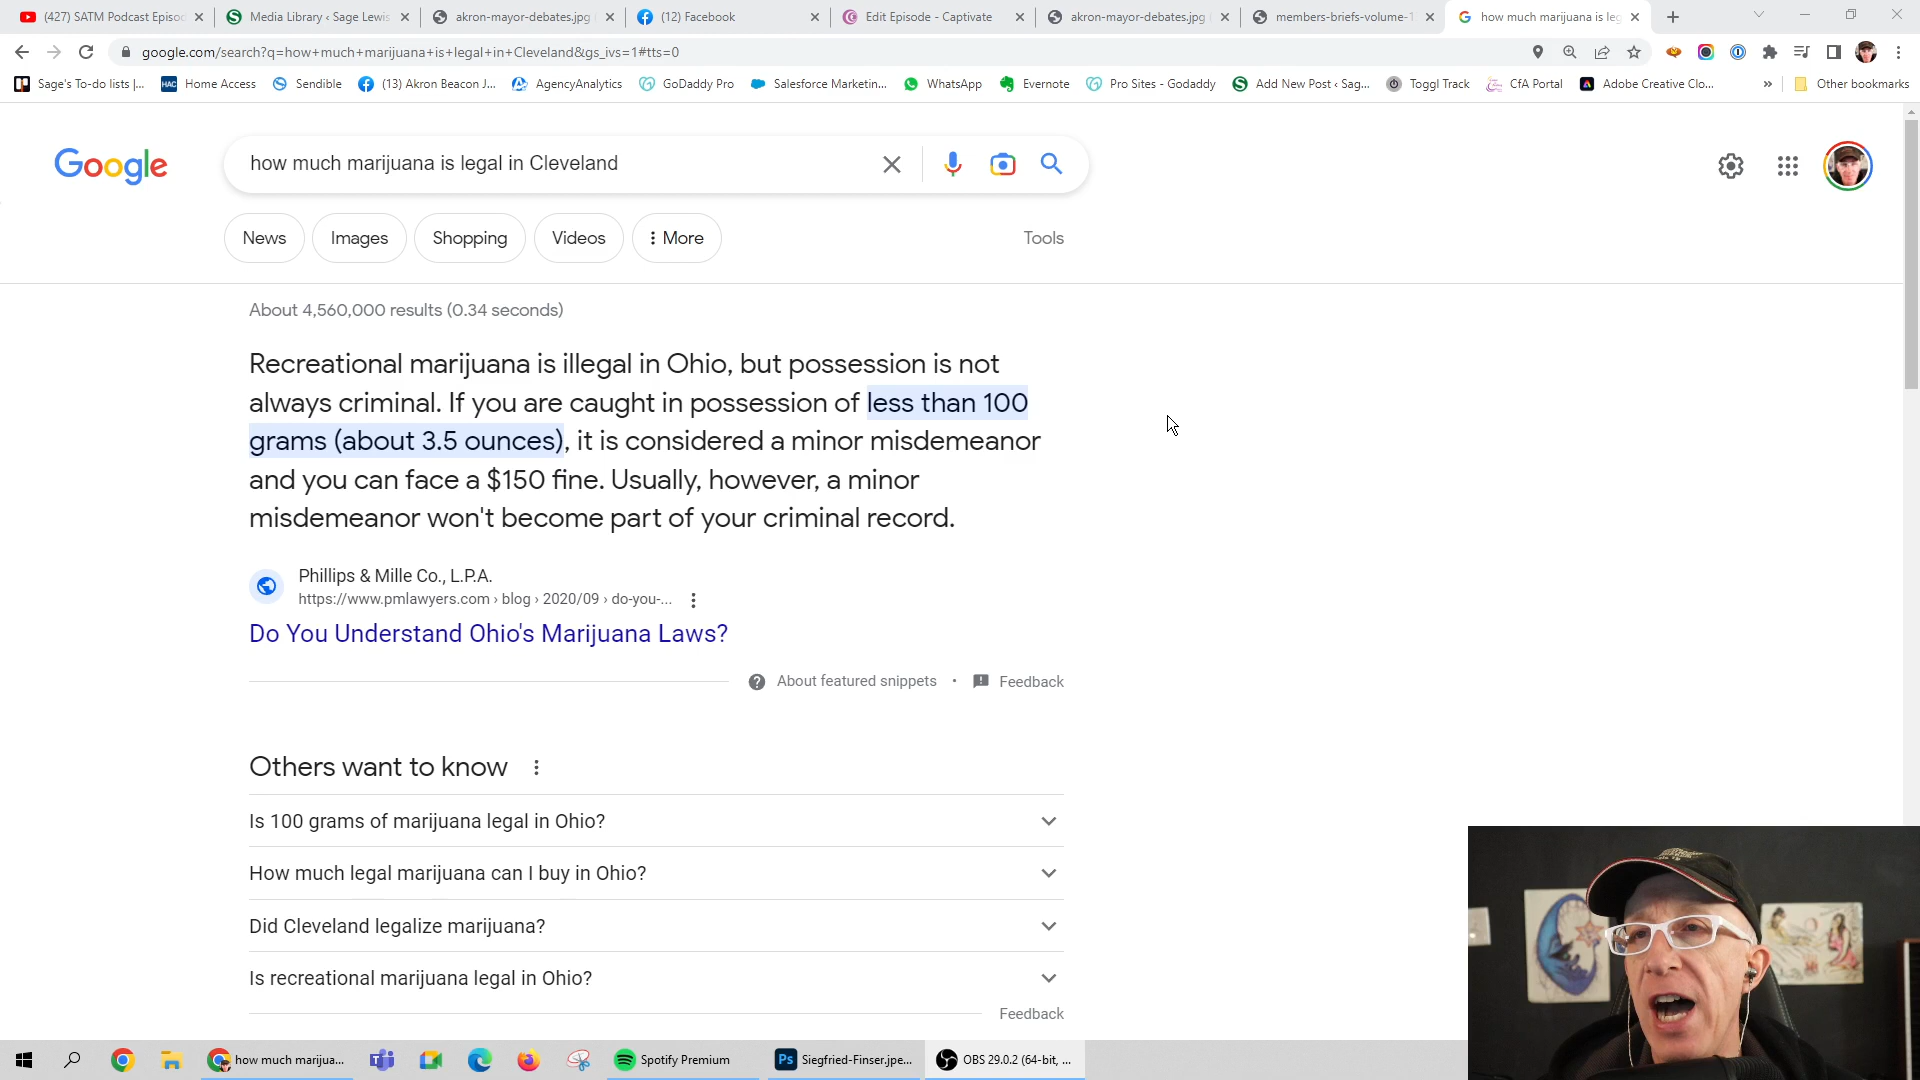 (427) SATM Podcast Episod
Media Library ‹ Sage Lewis
akron-mayor-debates.jpg
(12) Facebook
Edit Episode - Captivate
akron-mayor-debates.jpg
members-briefs-volume-1
how much marijuana is leg
google.com/search?q=how+much+marijuana+is+legal+in+Cleveland&gs_ivs=1#tts=0
Sage's To-do lists |...
HAC
Home Access
Sendible
(13) Akron Beacon J...
AgencyAnalytics
GoDaddy Pro
Salesforce Marketin...
WhatsApp
Evernote
Pro Sites - Godaddy
Add New Post ‹ Sag...
Toggl Track
CfA Portal
Adobe Creative Clo...
»
Other bookmarks
Google
how much marijuana is legal in Cleveland
News
Images
Shopping
Videos
More
Tools
About 4,560,000 results (0.34 seconds)
Recreational marijuana is illegal in Ohio, but possession is not
always criminal. If you are caught in possession of less than 100
grams (about 3.5 ounces), it is considered a minor misdemeanor
and you can face a $150 fine. Usually, however, a minor
misdemeanor won't become part of your criminal record.
Phillips & Mille Co., L.P.A.
https://www.pmlawyers.com › blog › 2020/09 › do-you-...
Do You Understand Ohio's Marijuana Laws?
About featured snippets
•
Feedback
Others want to know
Is 100 grams of marijuana legal in Ohio?
How much legal marijuana can I buy in Ohio?
Did Cleveland legalize marijuana?
Is recreational marijuana legal in Ohio?
Feedback
how much marijua...
Spotify Premium
Ps
Siegfried-Finser.jpe...
OBS 29.0.2 (64-bit, ...